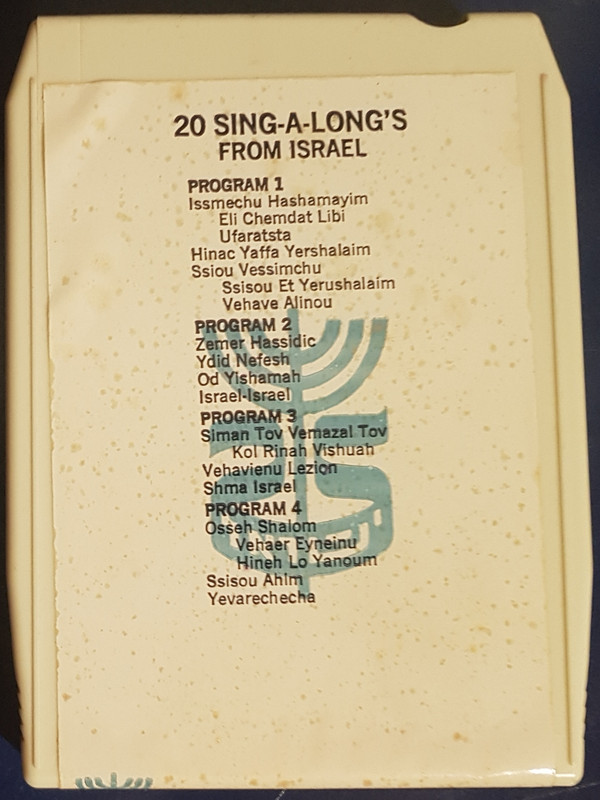 20 SING-A-LONG'S
FROM ISRAEL
PROGRAM 1
Issmechu Hashamayim
Eli Chemdat Libi
Ufaratsta
Hinac Yaffa Yershalaim
Ssiou Vessimchu
Ssisou Et Yerushalaim
Vehave Alinou
PROGRAM 2
Zemer Hassidic
Ydid Nefesh
Od Yishamah
Israel-Israel
PROGRAM 3
Siman Tov Vemazal Tov
Kol Rinah Vishuah
Vehavienu Lezion
Shma Israel
PROGRAM 4
Osseh Shalom
Vehaer Eyneinu
Hineh Lo Yanoum
Ssisou Ahim
Yevarechecha
25